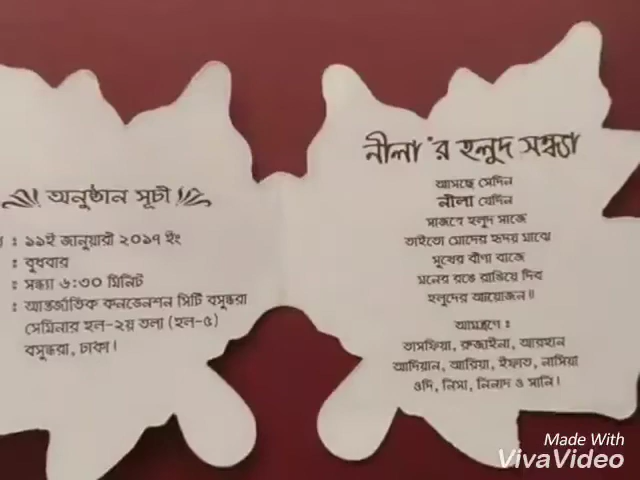 অনুষ্ঠান সূচী
: ১১ই জানুয়ারী ২০১৭ ইং
: বুধবার
: সন্ধ্যা ৬:৩০ মিনিট
: আন্তর্জাতিক কনভেনশন সিটি বসুন্ধরা
সেমিনার হল-২য় তলা (হল-৫)
বসুন্ধরা, ঢাকা।
নীলা'র হলুদ সন্ধ্যা
আসছে সেদিন
নীলা যেদিন
সাজবে হলুদ সাজে
তাইতো মোদের হৃদয় মাঝে
সুখের বীণা বাজে
মনের রঙে রাঙিয়ে দিব
হলুদের আয়োজন॥
আমন্ত্রণে :
তাসফিয়া, রুজাইনা, আরহান
আদিয়ান, আরিয়া, ইফাত, নাসিয়া
ওদি, নিসা, নিনাদ ও সানি।
Made With
VivaVideo